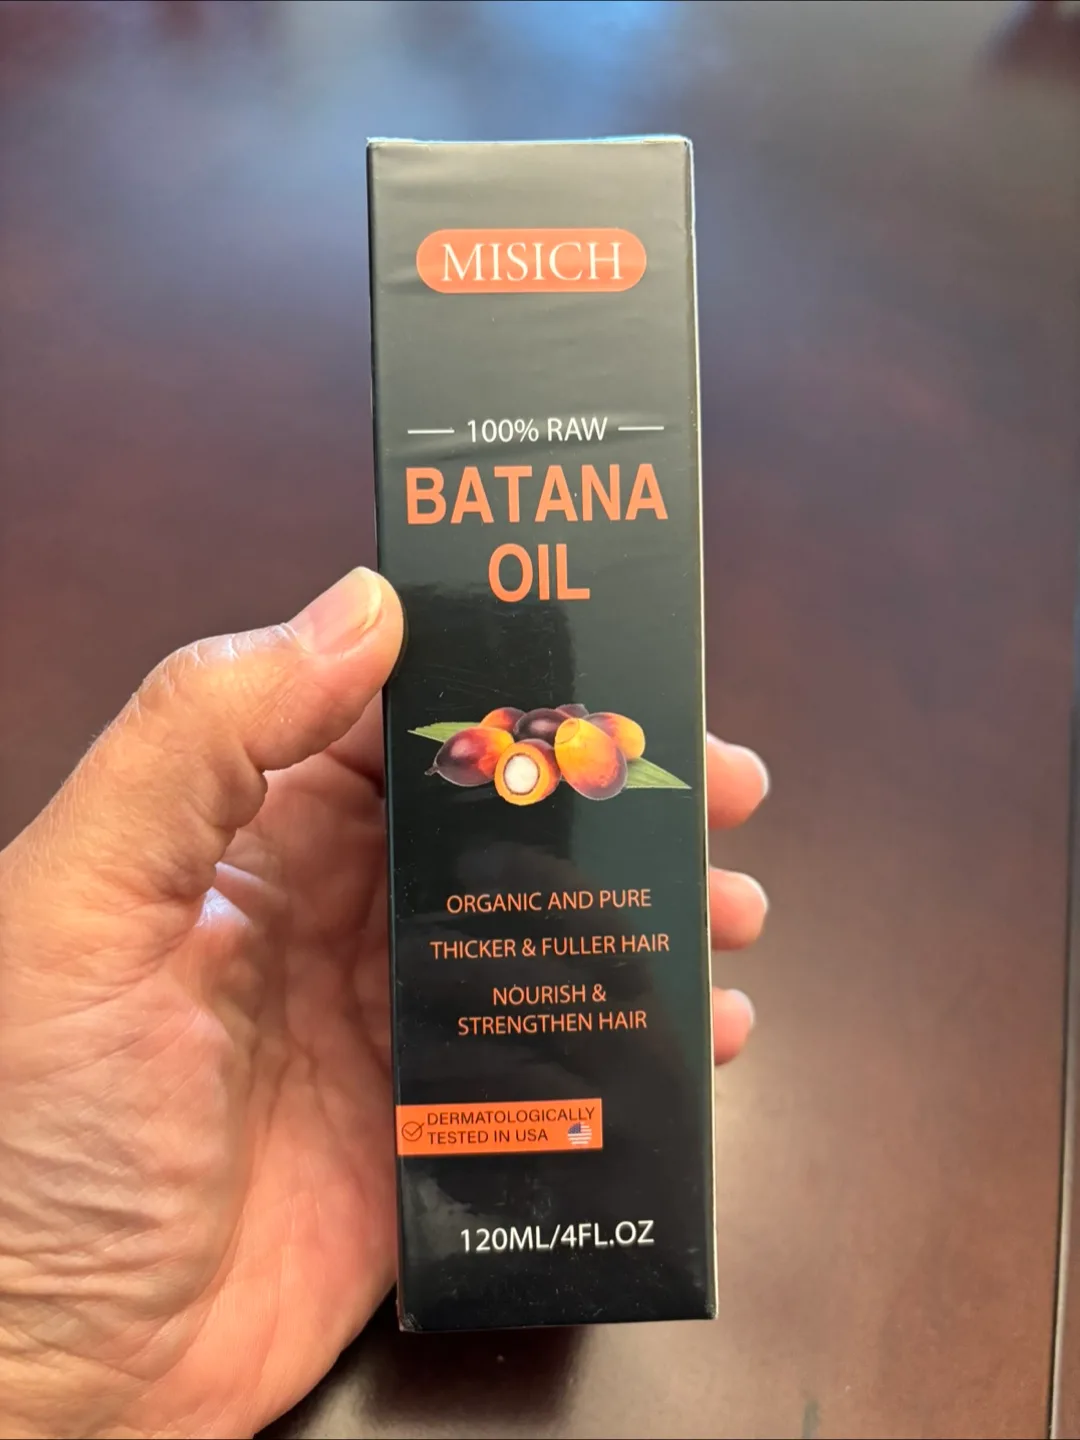 MISICH
100% RAW
BATANA
OIL
ORGANIC AND PURE
THICKER & FULLER HAIR
NOURISH &
STRENGTHEN HAIR
DERMATOLOGICALLY
TESTED IN USA
120ML/4FL.OZ